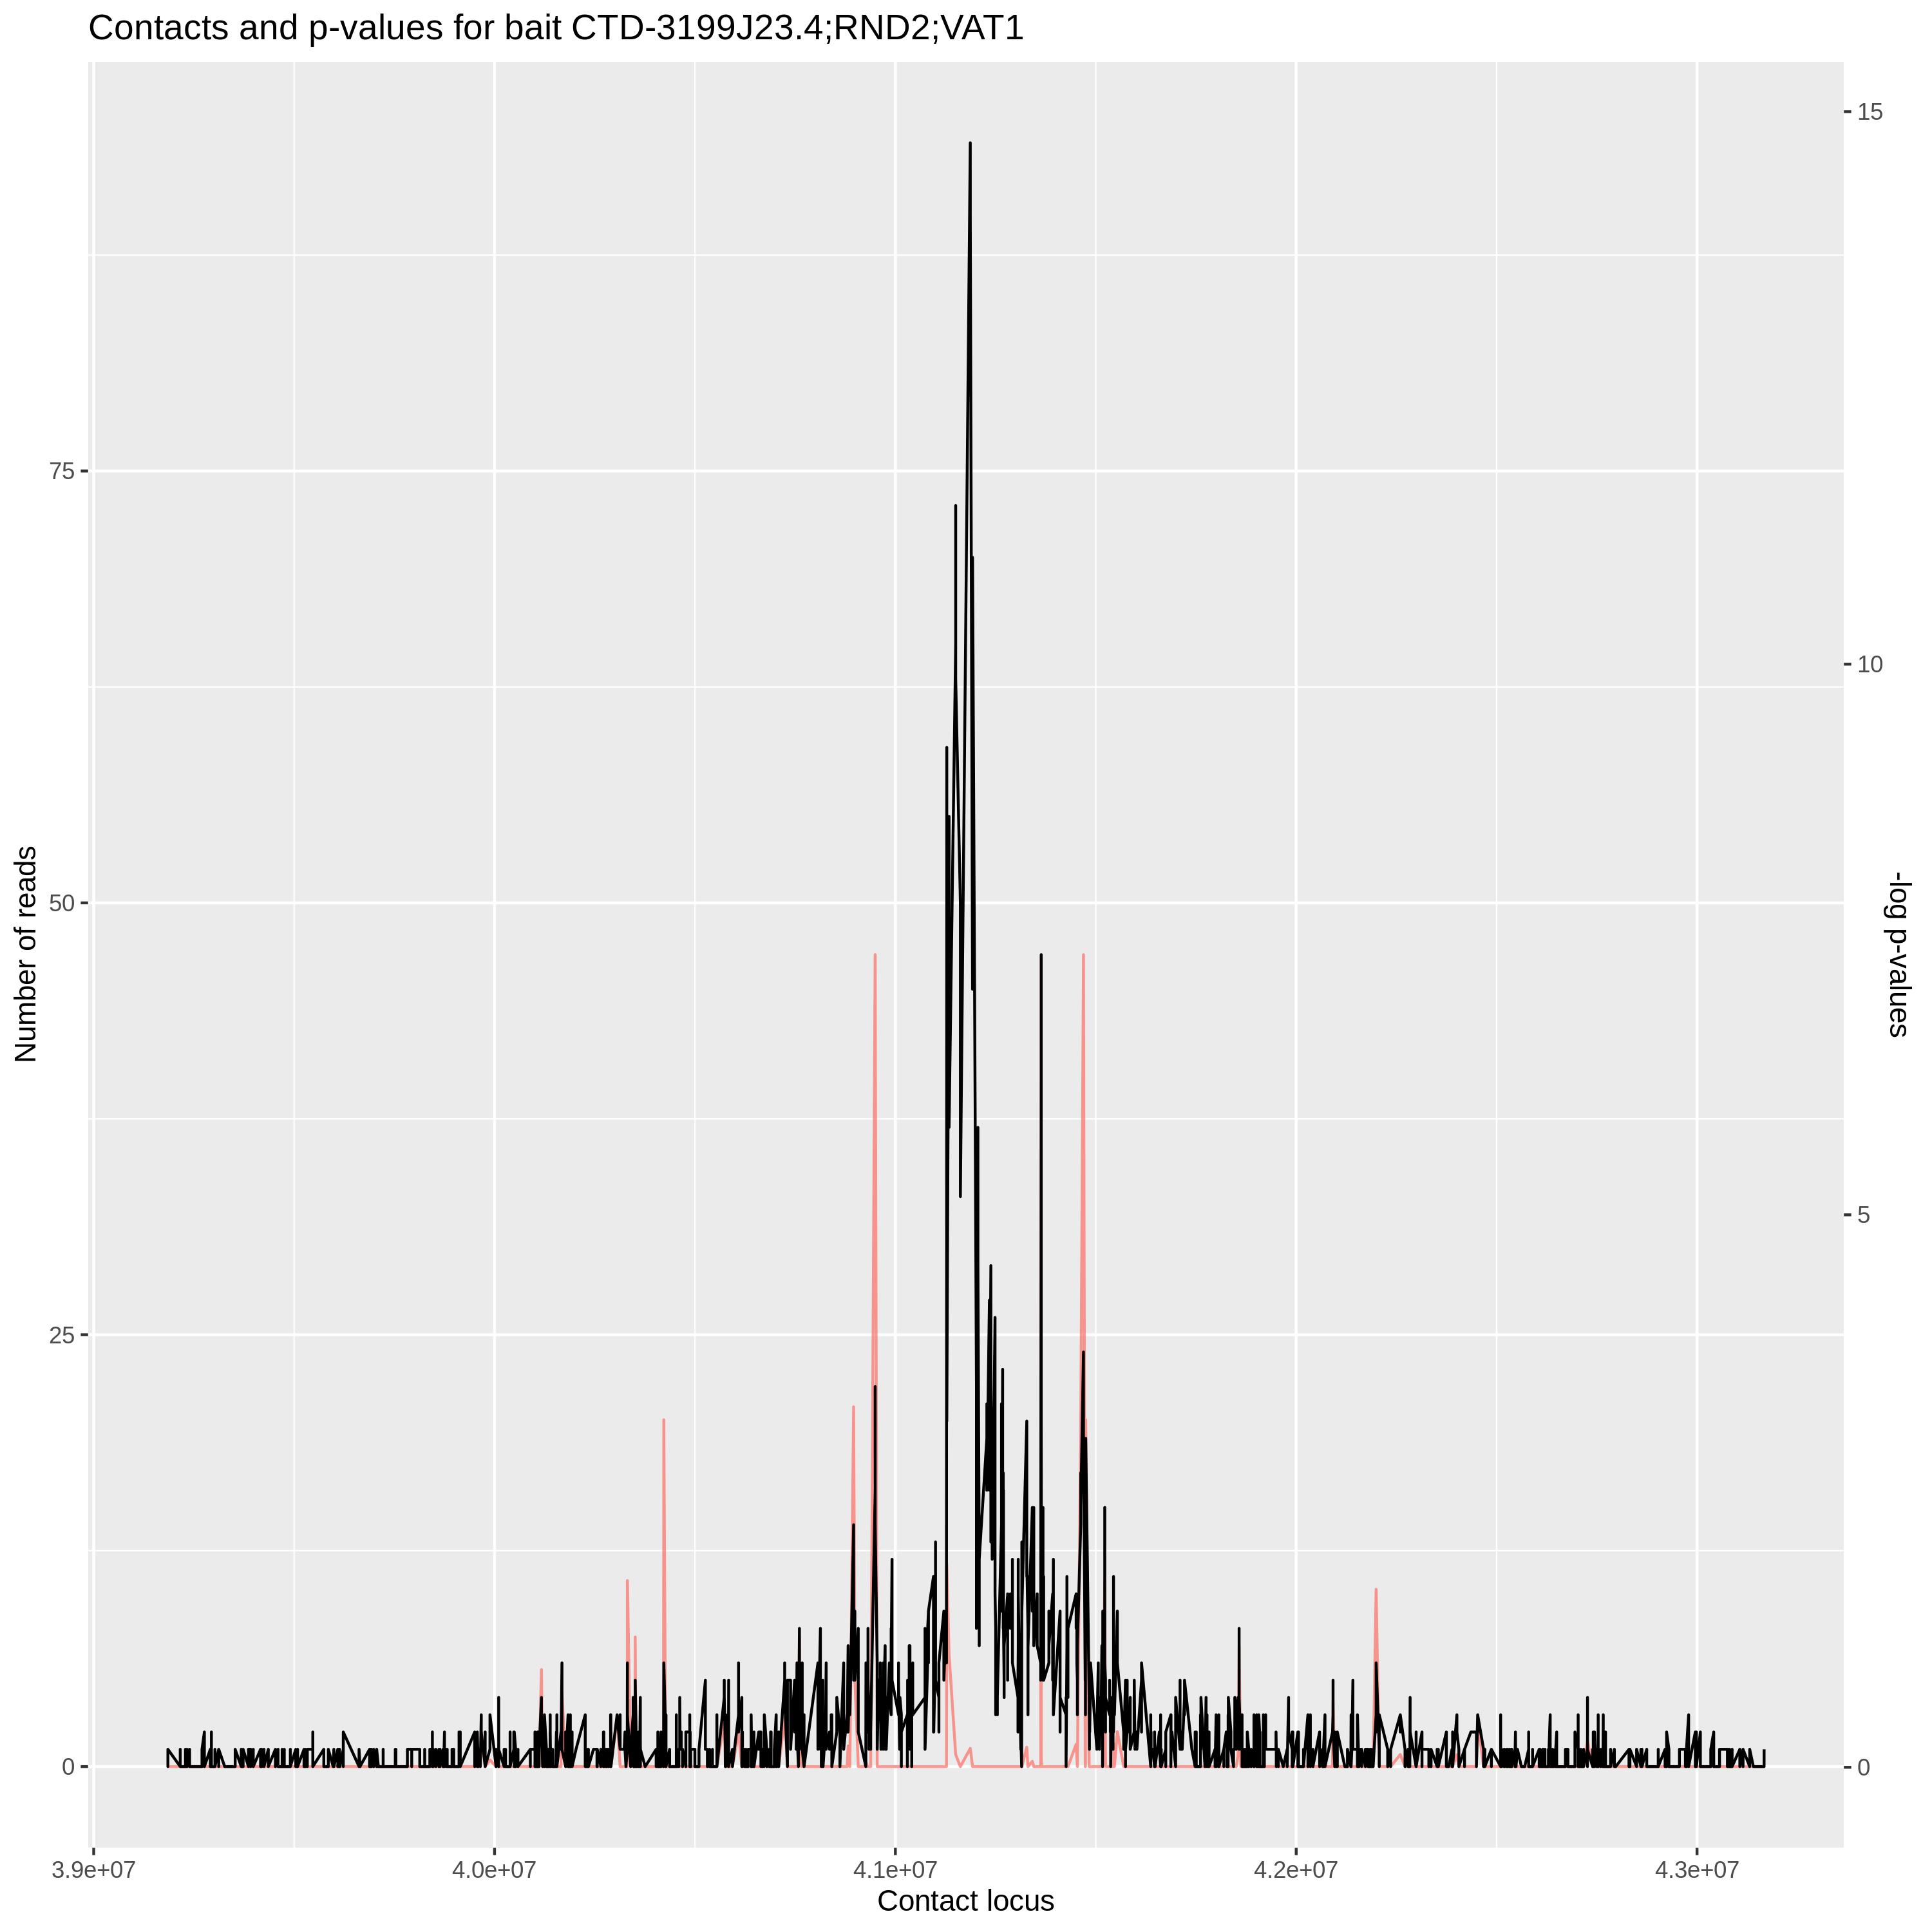 Contacts and p-values for bait CTD-3199J23.4;RND2;VAT1
15
75
10
50
Number of reads
-log p-values
5
25
0
0
3.9e+07
4.0e+07
4.1e+07
4.2e+07
4.3e+07
Contact locus